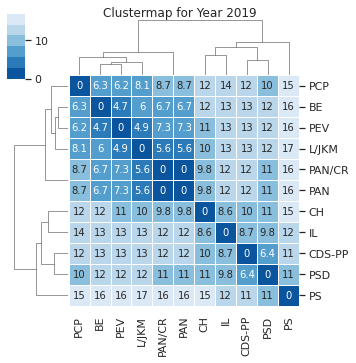 Clustermap for Year 2019
10
0
0 6.3 6.2 8.1 8.7 8.7 12 14 12 10 15 PCP
6.3 0 4.7 6 6.7 6.7 12 13 13 12 16 BE
6.2 4.7 0 4.9 7.3 7.3 11 13 13 12 16 PEV
8.1 6 4.9 0 5.6 5.6 10 13 13 12 17 L/JKM
8.7 6.7 7.3 5.6 0 0 9.8 12 12 11 16 PAN/CR
8.7 6.7 7.3 5.6 0 0 9.8 12 12 11 16 PAN
12 12 11 10 9.8 9.8 0 8.6 10 11 15 CH
14 13 13 13 12 12 8.6 0 8.7 9.8 12 IL
12 13 13 13 12 12 10 8.7 0 6.4 11 CDS-PP
10 12 12 12 11 11 11 9.8 6.4 0 11 PSD
15 16 16 17 16 16 15 12 11 11 0 PS
PCP BE PEV L/JKM PAN/CR PAN CH IL CDS-PP PSD PS